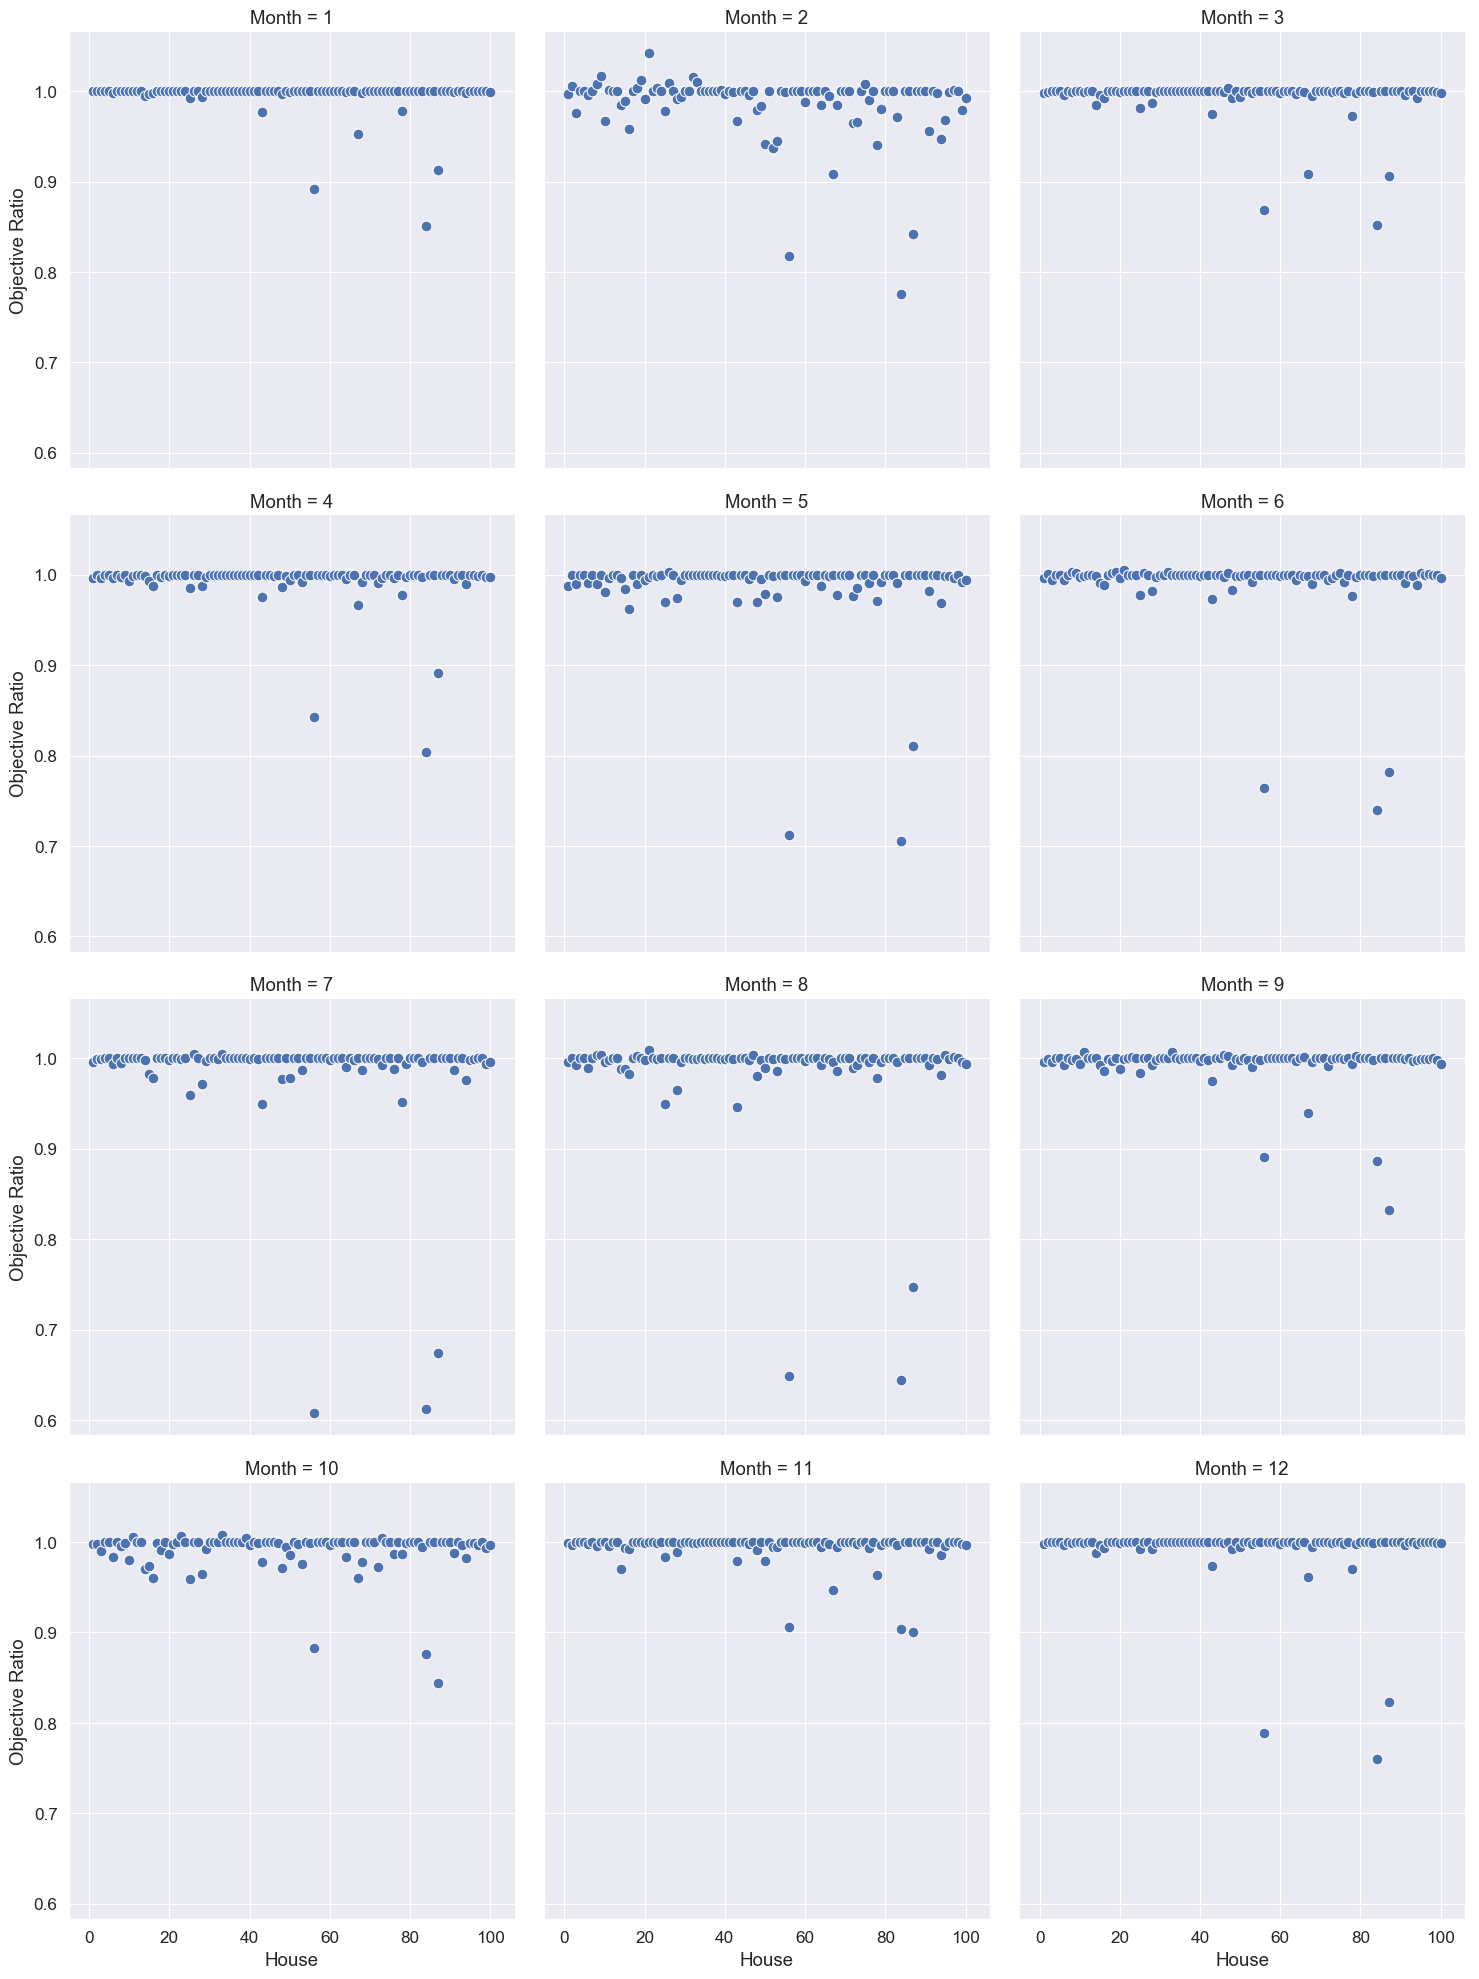 Month = 1
Month = 2
Month = 3
1.0
0.9
0.8
0.7
0.6
Objective Ratio
Month = 4
Month = 5
Month = 6
1.0
0.9
0.8
0.7
0.6
Objective Ratio
Month = 7
Month = 8
Month = 9
1.0
0.9
0.8
0.7
0.6
Objective Ratio
Month = 10
Month = 11
Month = 12
1.0
0.9
0.8
0.7
0.6
Objective Ratio
0 20 40 60 80 100
0 20 40 60 80 100
0 20 40 60 80 100
House
House
House